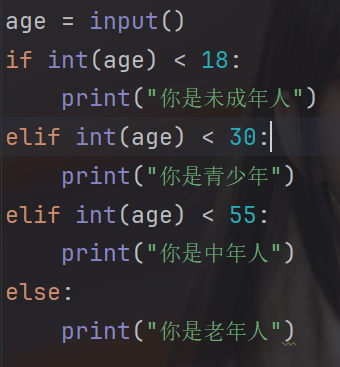 age = input()
if int(age) < 18:
    print("你是未成年人")
elif int(age) < 30:
    print("你是青少年")
elif int(age) < 55:
    print("你是中年人")
else:
    print("你是老年人")